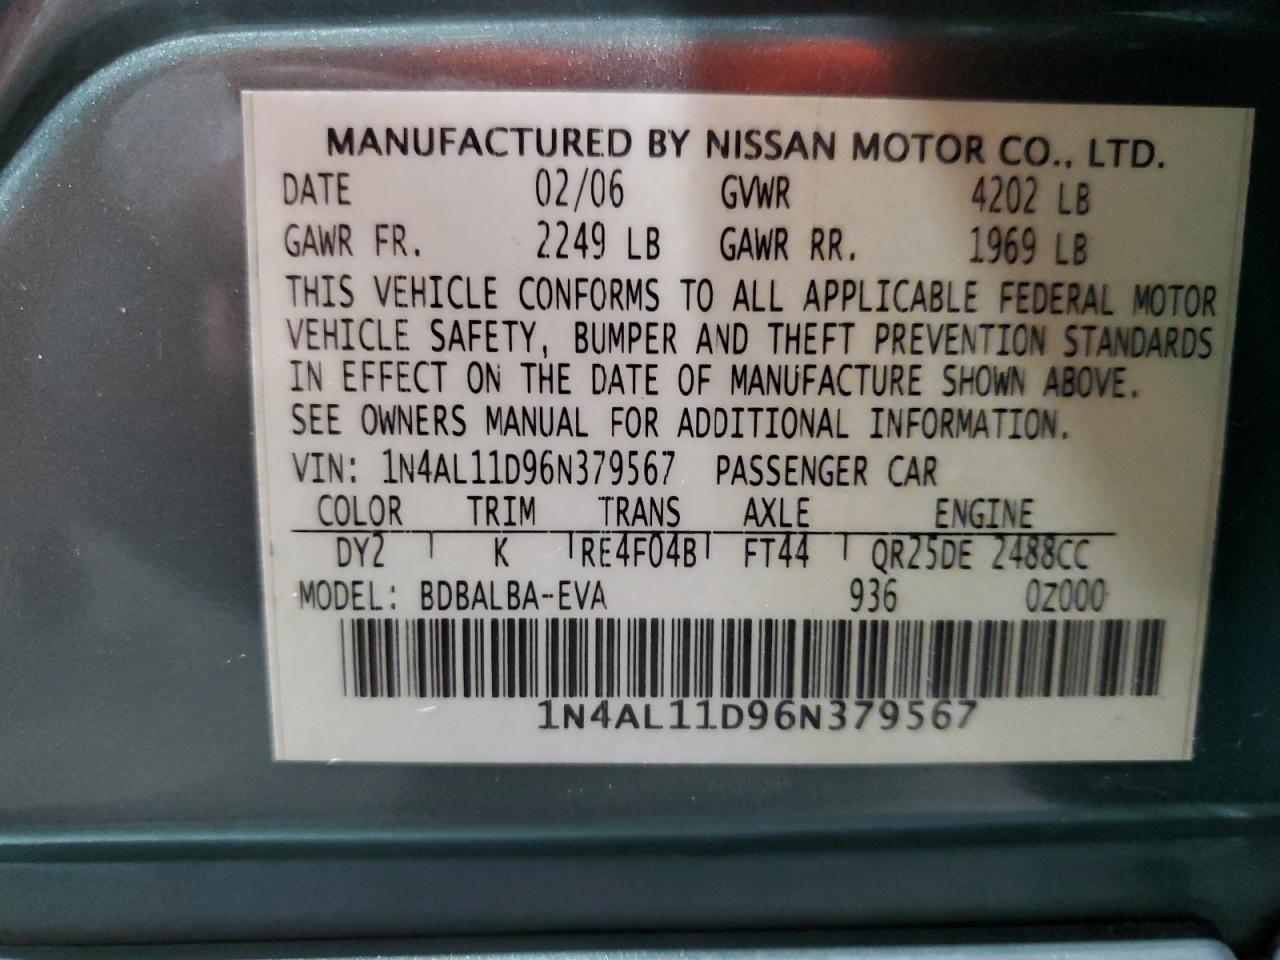 MANUFACTURED BY NISSAN MOTOR CO., LTD.
DATE 02/06 GVWR 4202 LB
GAWR FR. 2249 LB GAWR RR. 1969 LB
THIS VEHICLE CONFORMS TO ALL APPLICABLE FEDERAL MOTOR
VEHICLE SAFETY, BUMPER AND THEFT PREVENTION STANDARDS
IN EFFECT ON THE DATE OF MANUFACTURE SHOWN ABOVE.
SEE OWNERS MANUAL FOR ADDITIONAL INFORMATION.
VIN: 1N4AL11D96N379567 PASSENGER CAR
COLOR TRIM TRANS AXLE ENGINE
DY2 K RE4F04B FT44 QR25DE 2488CC
MODEL: BDBALBA-EVA 936 0Z000
1N4AL11D96N379567